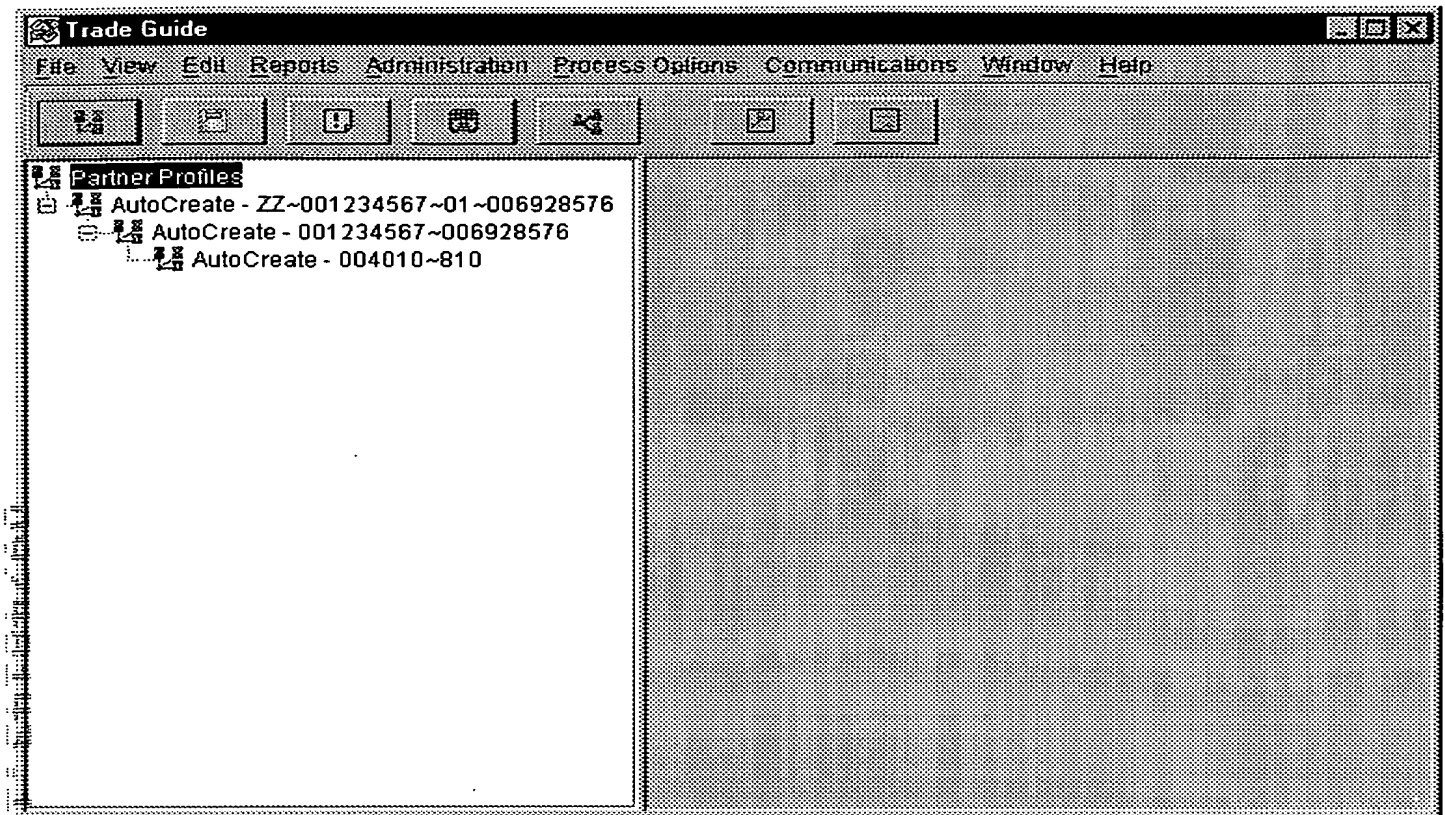 Trade Guide
File View Edit Reports Administration Process Options Communications Window Help
Partner Profiles
AutoCreate - ZZ~001234567~01~006928576
AutoCreate - 001234567~006928576
AutoCreate - 004010~810